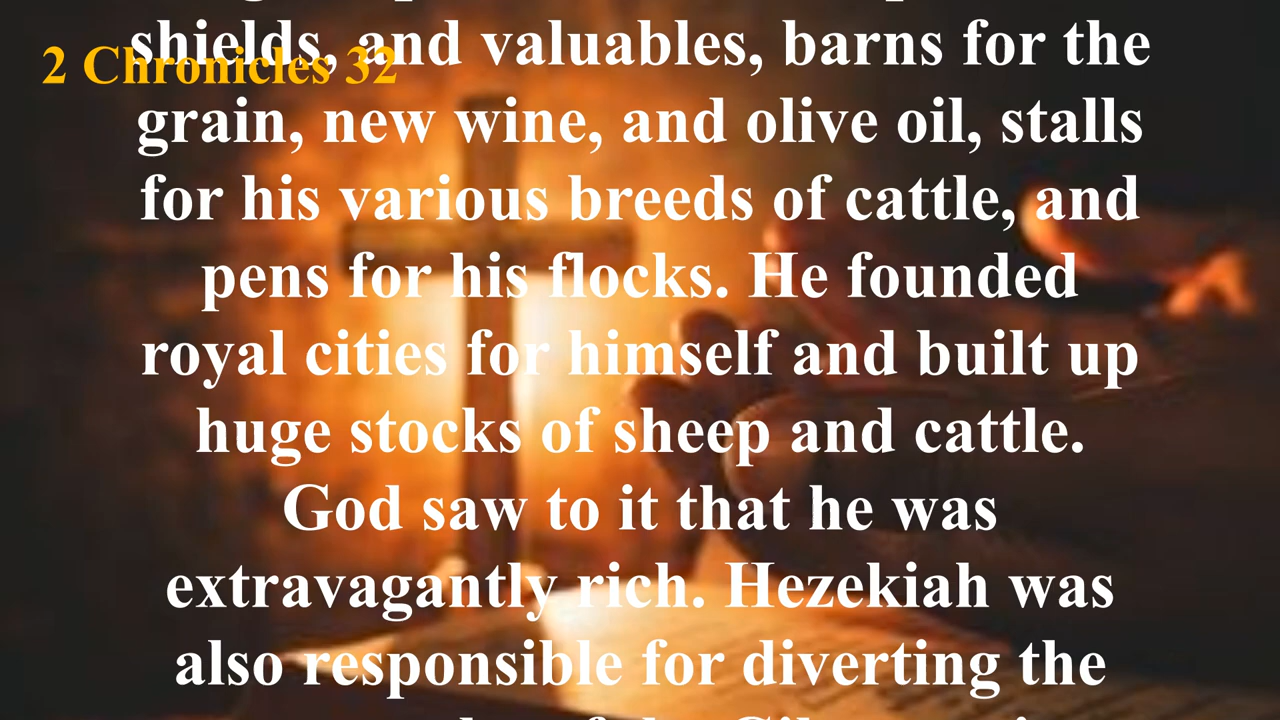 shields, and valuables, barns for the
2 Chronicles 32
grain, new wine, and olive oil, stalls
for his various breeds of cattle, and
pens for his flocks. He founded
royal cities for himself and built up
huge stocks of sheep and cattle.
God saw to it that he was
extravagantly rich. Hezekiah was
also responsible for diverting the